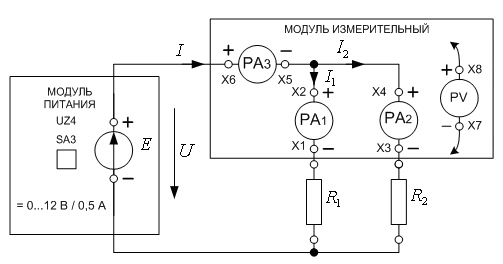 МОДУЛЬ ИЗМЕРИТЕЛЬНЫЙ
I
+
PA3
−
I2
X6
X5
I1
X2
+
X4
+
+
X8
МОДУЛЬ
ПИТАНИЯ
UZ4
SA3
+
E
U
PA1
PA2
PV
−
X7
X1
−
X3
−
−
R1
R2
= 0...12 В / 0,5 А